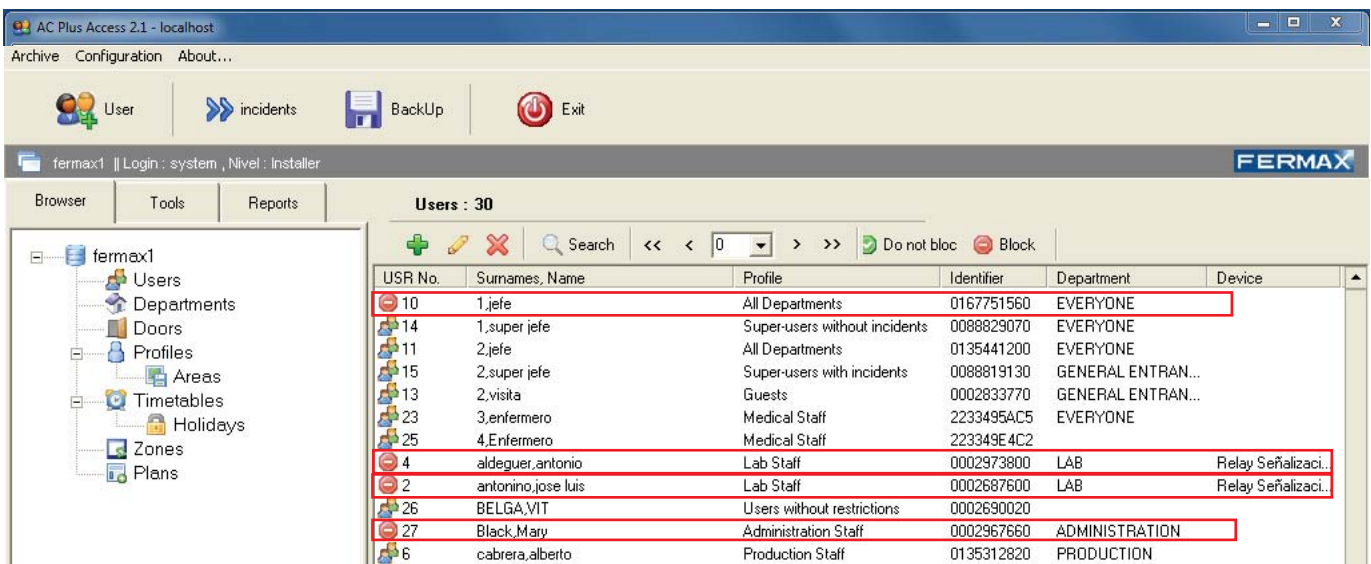 AC Plus Access 2.1 - localhost
Archive Configuration About...
User incidents BackUp Exit
fermax1 || Login : system , Nivel : Installer FERMAX
Browser Tools Reports
Users : 30
Search << < 0 > >> Do not bloc Block
fermax1
Users
Departments
Doors
Profiles
Areas
Timetables
Holidays
Zones
Plans
USR No. Surnames, Name Profile Identifier Department Device
10 1,jefe All Departments 0167751560 EVERYONE
14 1,super jefe Super-users without incidents 0088829070 EVERYONE
11 2,jefe All Departments 0135441200 EVERYONE
15 2,super jefe Super-users with incidents 0088819130 GENERAL ENTRAN...
13 2,visita Guests 0002833770 GENERAL ENTRAN...
23 3,enfermero Medical Staff 2233495AC5 EVERYONE
25 4,Enfermero Medical Staff 223349E4C2
4 aldeguer,antonio Lab Staff 0002973800 LAB Relay Señalizaci...
2 antonino,jose luis Lab Staff 0002687600 LAB Relay Señalizaci...
26 BELGA,VIT Users without restrictions 0002690020
27 Black,Mary Administration Staff 0002967660 ADMINISTRATION
6 cabrera,alberto Production Staff 0135312820 PRODUCTION